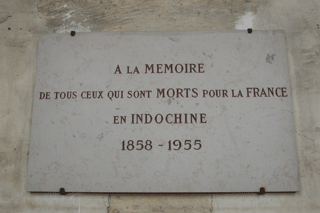 A LA MEMOIRE
DE TOUS CEUX QUI SONT MORTS POUR LA FRANCE
EN INDOCHINE
1858 - 1955